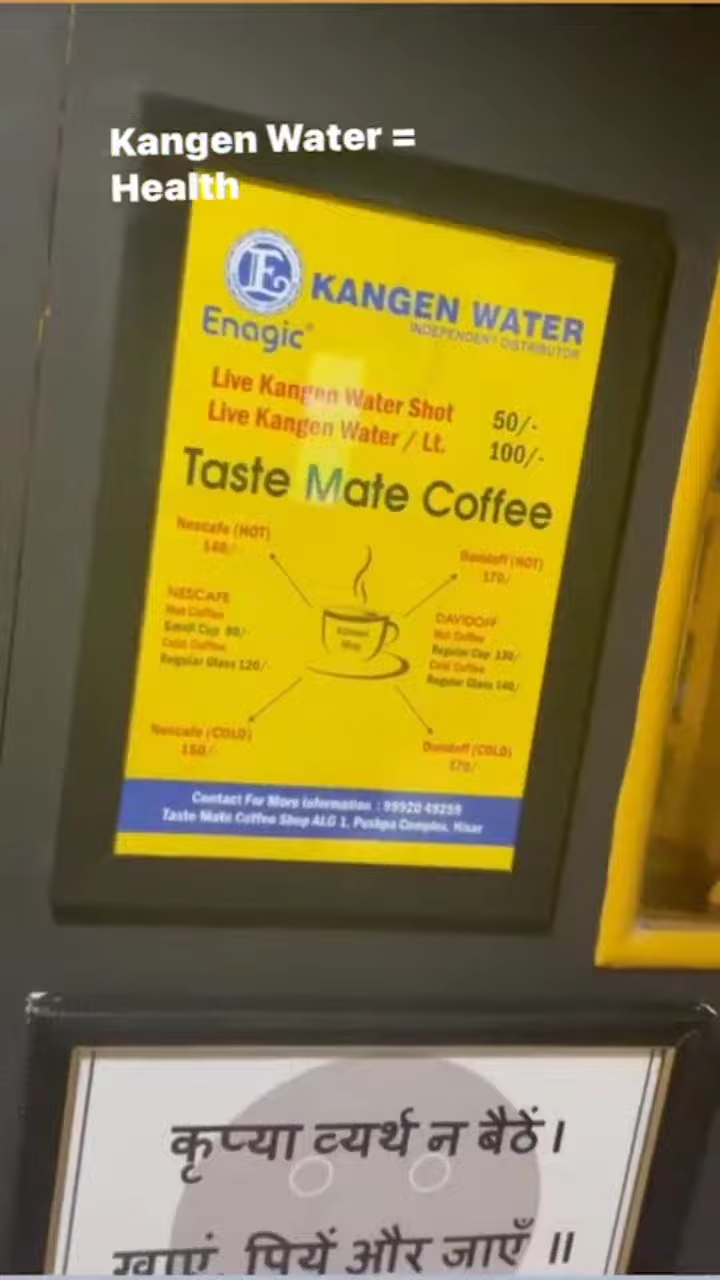 Kangen Water =
Health
E
Enagic®
KANGEN WATER
INDEPENDENT DISTRIBUTOR
Live Kangen Water Shot 50/-
Live Kangen Water / Lt. 100/-
Taste Mate Coffee
Nescafe (HOT)
140/-
Davidoff (HOT)
170/-
NESCAFE
Hot Coffee
Small Cup 80/-
Cold Coffee
Regular Glass 120/-
DAVIDOFF
Hot Coffee
Regular Cup 130/-
Cold Coffee
Regular Glass 140/-
Nescafe (COLD)
150/-
Davidoff (COLD)
170/-
Contact For More Information : 99920 49259
Taste Mate Coffee Shop ALG 1, Pushpa Complex, Hisar
कृप्या व्यर्थ न बैठें।
खाएं, पियें और जाएँ ॥